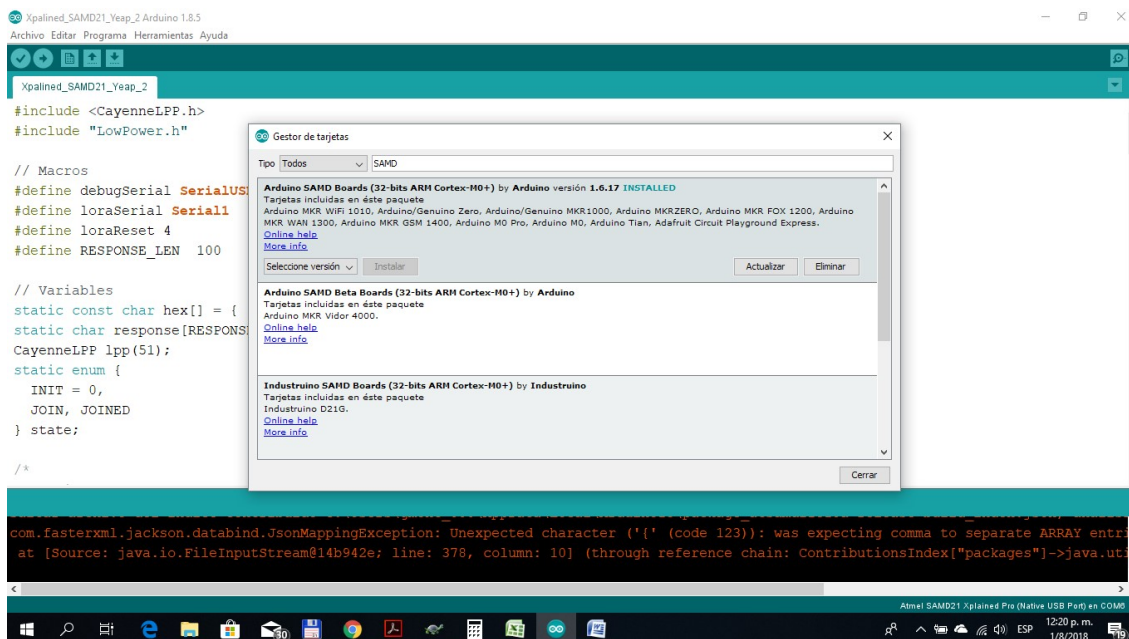 Xpalined_SAMD21_Yeap_2 Arduino 1.8.5
Archivo Editar Programa Herramientas Ayuda
Xpalined_SAMD21_Yeap_2
#include <CayenneLPP.h>
#include "LowPower.h"
// Macros
#define debugSerial SerialUS
#define loraSerial Serial1
#define loraReset 4
#define RESPONSE_LEN 100
// Variables
static const char hex[] = {
static char response[RESPONS
CayenneLPP lpp(51);
static enum {
INIT = 0,
JOIN, JOINED
} state;
/*
Gestor de tarjetas
Tipo Todos SAMD
Arduino SAMD Boards (32-bits ARM Cortex-M0+) by Arduino versión 1.6.17 INSTALLED
Tarjetas incluidas en éste paquete
Arduino MKR WiFi 1010, Arduino/Genuino Zero, Arduino/Genuino MKR1000, Arduino MKRZERO, Arduino MKR FOX 1200, Arduino
MKR WAN 1300, Arduino MKR GSM 1400, Arduino M0 Pro, Arduino M0, Arduino Tian, Adafruit Circuit Playground Express.
Online help
More info
Seleccione versión Instalar Actualizar Eliminar
Arduino SAMD Beta Boards (32-bits ARM Cortex-M0+) by Arduino
Tarjetas incluidas en éste paquete
Arduino MKR Vidor 4000.
Online help
More info
Industruino SAMD Boards (32-bits ARM Cortex-M0+) by Industruino
Tarjetas incluidas en éste paquete
Industruino D21G.
Online help
More info
Cerrar
com.fasterxml.jackson.databind.JsonMappingException: Unexpected character ('{' (code 123)): was expecting comma to separate ARRAY entri
at [Source: java.io.FileInputStream@14b942e; line: 378, column: 10] (through reference chain: ContributionsIndex["packages"]->java.uti
Atmel SAMD21 Xplained Pro (Native USB Port) en COM6
30
ESP
12:20 p. m.
1/8/2018
19